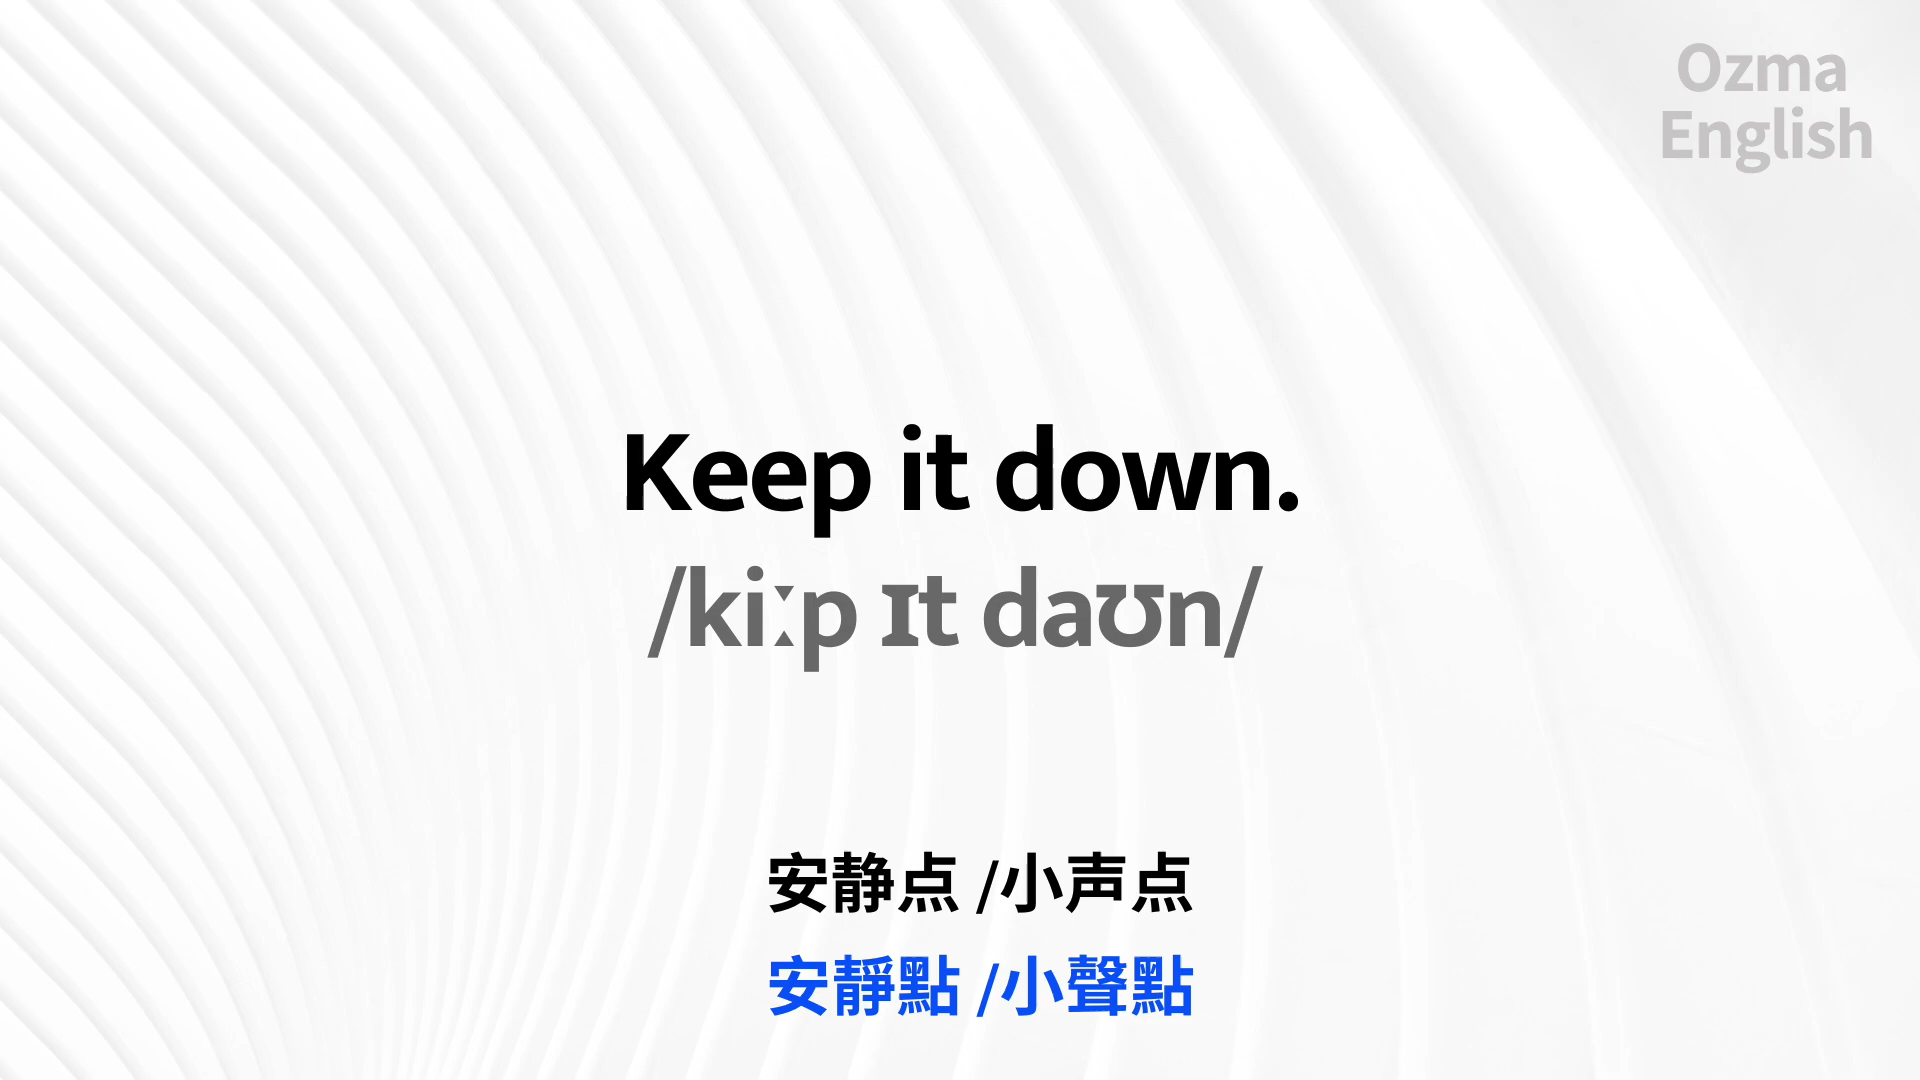 Ozma
English
Keep it down.
/kiːp ɪt daʊn/
安静点 /小声点
安靜點 /小聲點